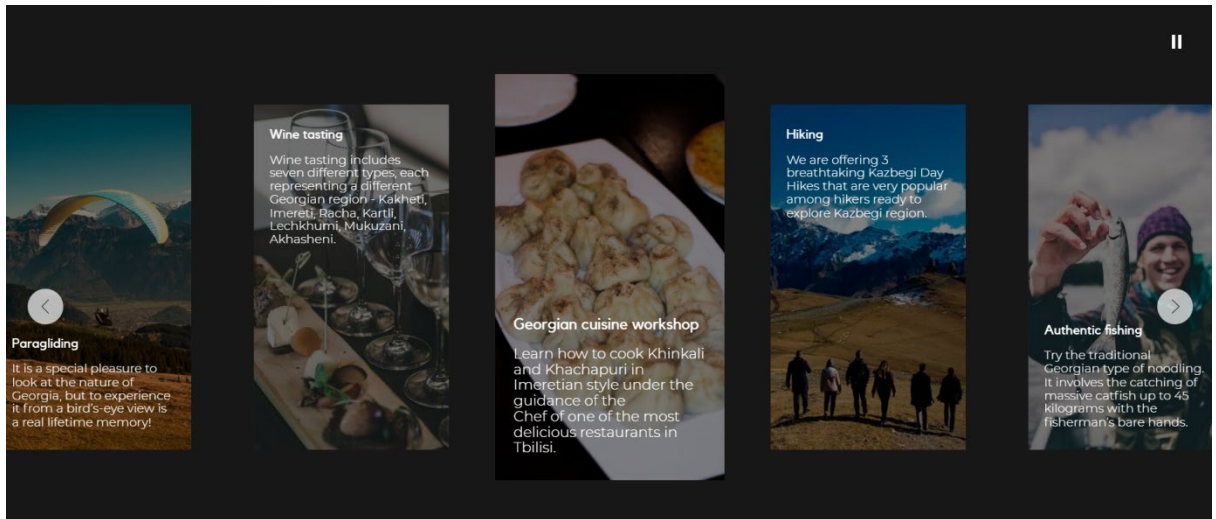 Paragliding
It is a special pleasure to
look at the nature of
Georgia, but to experience
it from a bird's-eye view is
a real lifetime memory!
Wine tasting
Wine tasting includes
seven different types, each
representing a different
Georgian region - Kakheti,
Imereti, Racha, Kartli,
Lechkhumi, Mukuzani,
Akhasheni.
Georgian cuisine workshop
Learn how to cook Khinkali
and Khachapuri in
Imeretian style under the
guidance of the
Chef of one of the most
delicious restaurants in
Tbilisi.
Hiking
We are offering 3
breathtaking Kazbegi Day
Hikes that are very popular
among hikers ready to
explore Kazbegi region.
Authentic fishing
Try the traditional
Georgian type of noodling.
It involves the catching of
massive catfish up to 45
kilograms with the
fisherman's bare hands.